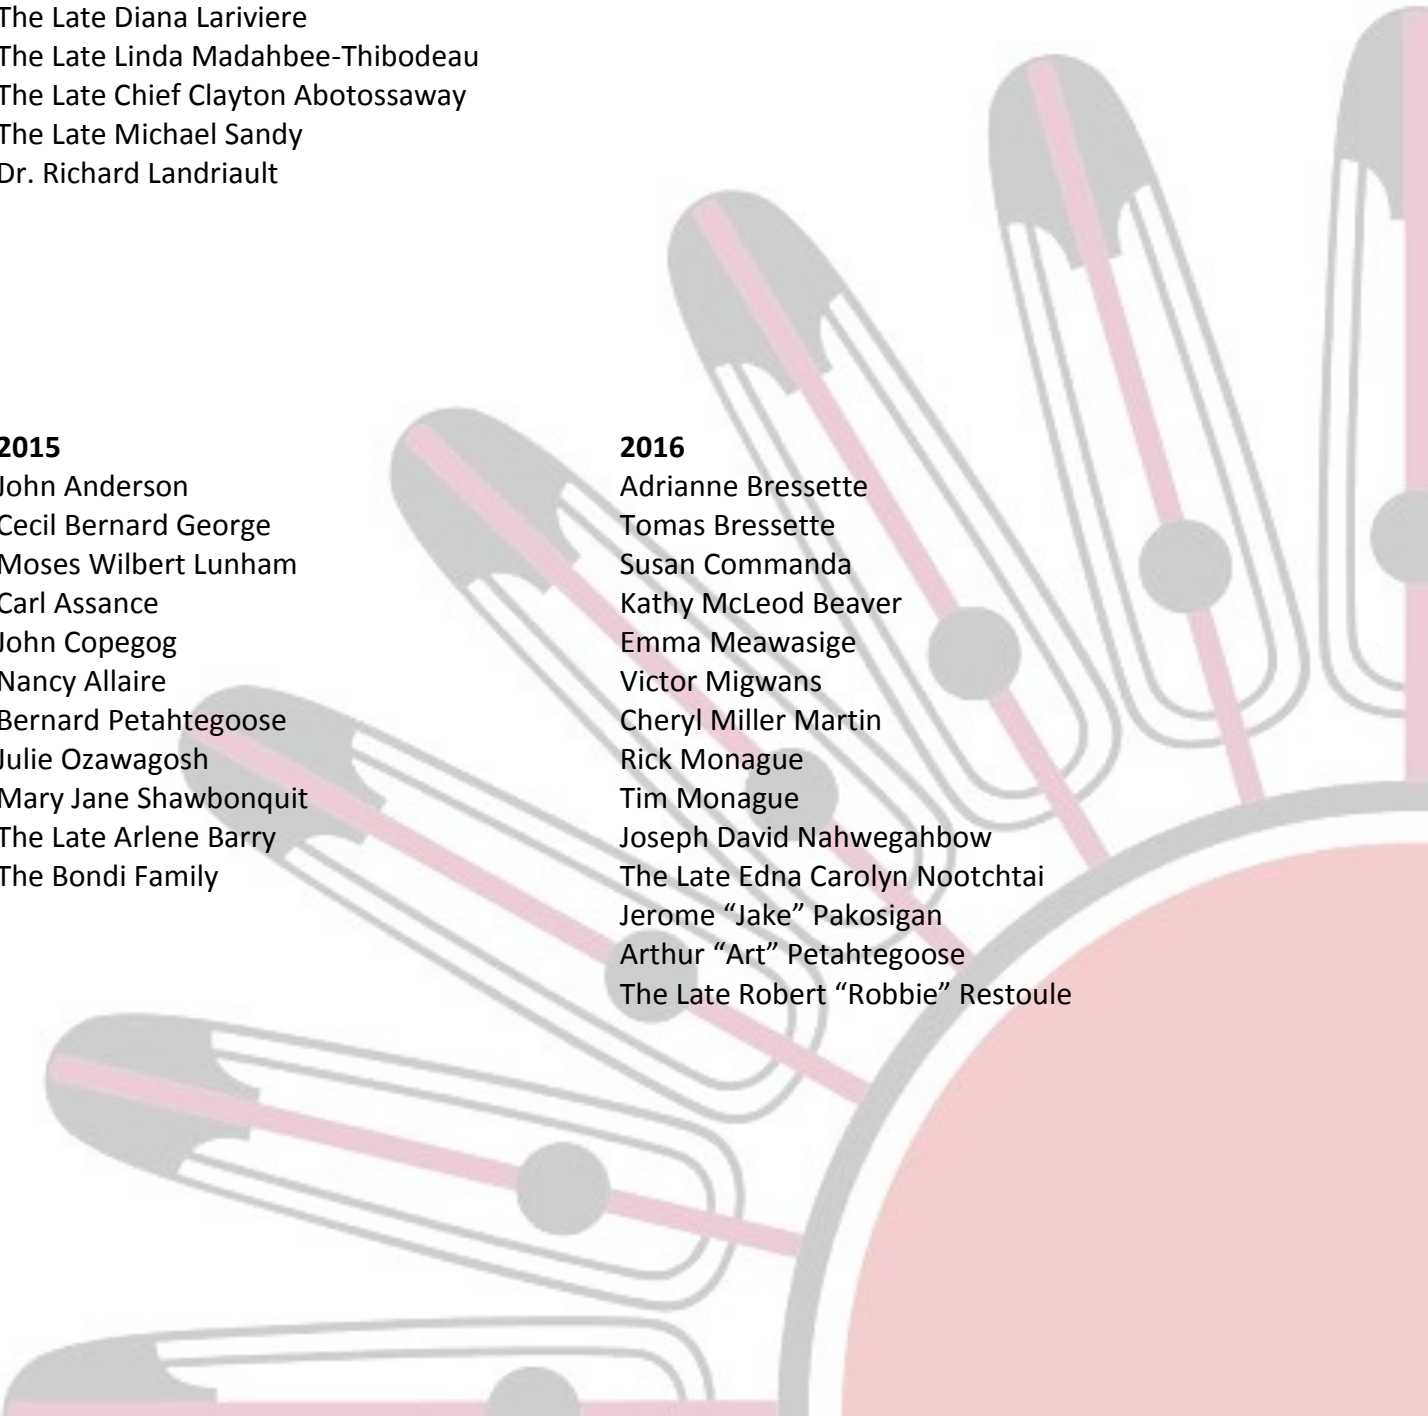 The Late Diana Lariviere
The Late Linda Madahbee-Thibodeau
The Late Chief Clayton Abotossaway
The Late Michael Sandy
Dr. Richard Landriault
2015
John Anderson
Cecil Bernard George
Moses Wilbert Lunham
Carl Assance
John Copegog
Nancy Allaire
Bernard Petahtegoose
Julie Ozawagosh
Mary Jane Shawbonquit
The Late Arlene Barry
The Bondi Family
2016
Adrianne Bressette
Tomas Bressette
Susan Commanda
Kathy McLeod Beaver
Emma Meawasige
Victor Migwans
Cheryl Miller Martin
Rick Monague
Tim Monague
Joseph David Nahwegahbow
The Late Edna Carolyn Nootchtai
Jerome “Jake” Pakosigan
Arthur “Art” Petahtegoose
The Late Robert “Robbie” Restoule